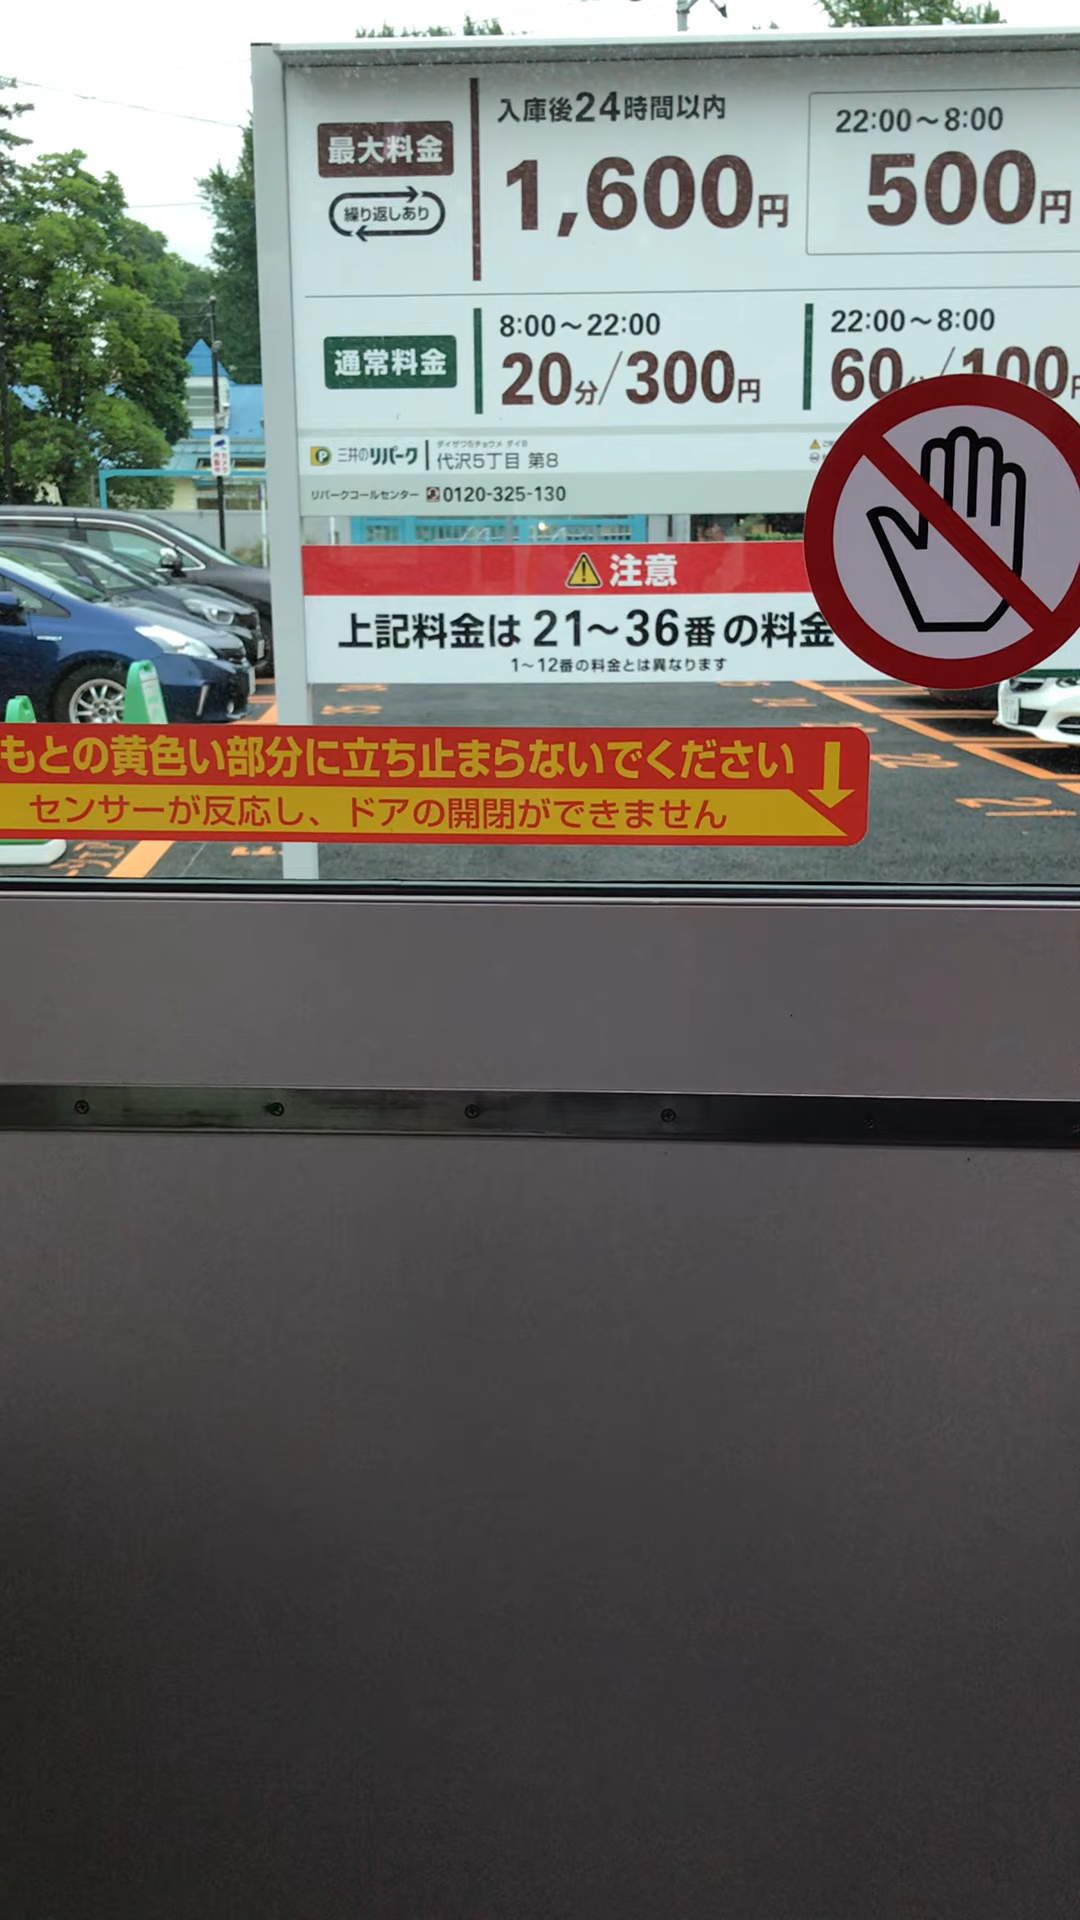 最大料金
繰り返しあり
入庫後24時間以内
1,600円
22:00～8:00
500円
通常料金
8:00～22:00
20分/300円
22:00～8:00
60分/100円
P 三井のリパーク
ダイザワ5チョウメ ダイ8
代沢5丁目 第8
リパークコールセンター 0120-325-130
注意
上記料金は 21～36番 の料金
1～12番の料金とは異なります
もとの黄色い部分に立ち止まらないでください
センサーが反応し、ドアの開閉ができません